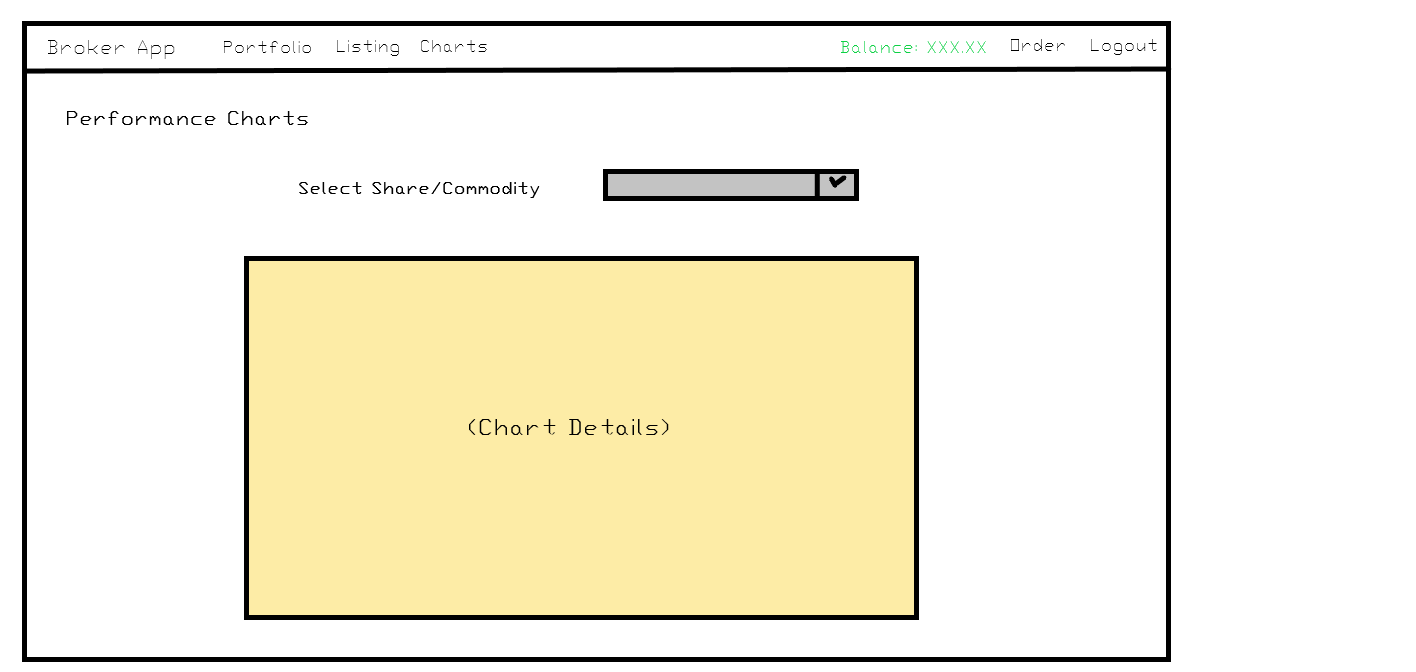 Broker App Portfolio Listing Charts Balance: XXX.XX Order Logout
Performance Charts
Select Share/Commodity
(Chart Details)